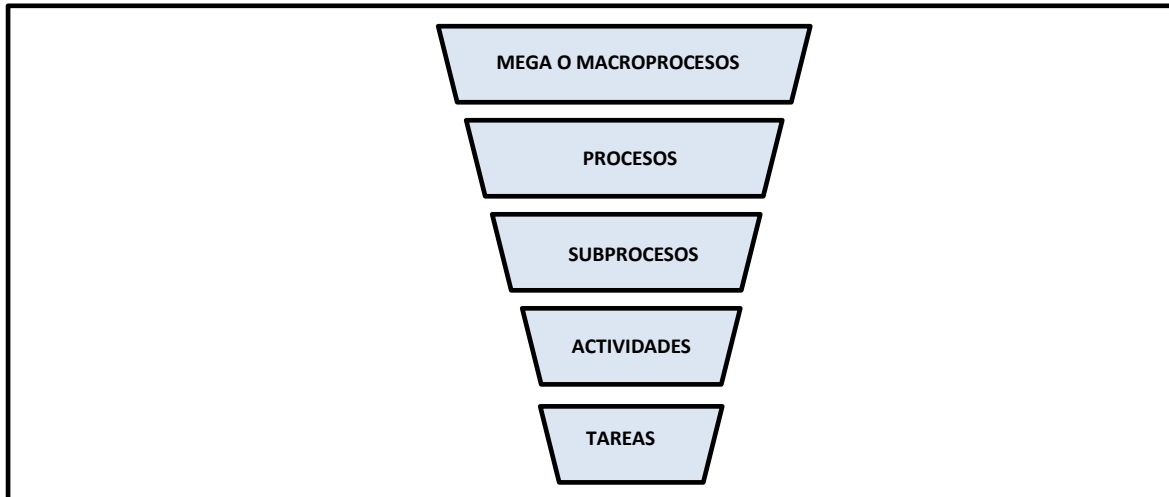 MEGA O MACROPROCESOS
PROCESOS
SUBPROCESOS
ACTIVIDADES
TAREAS